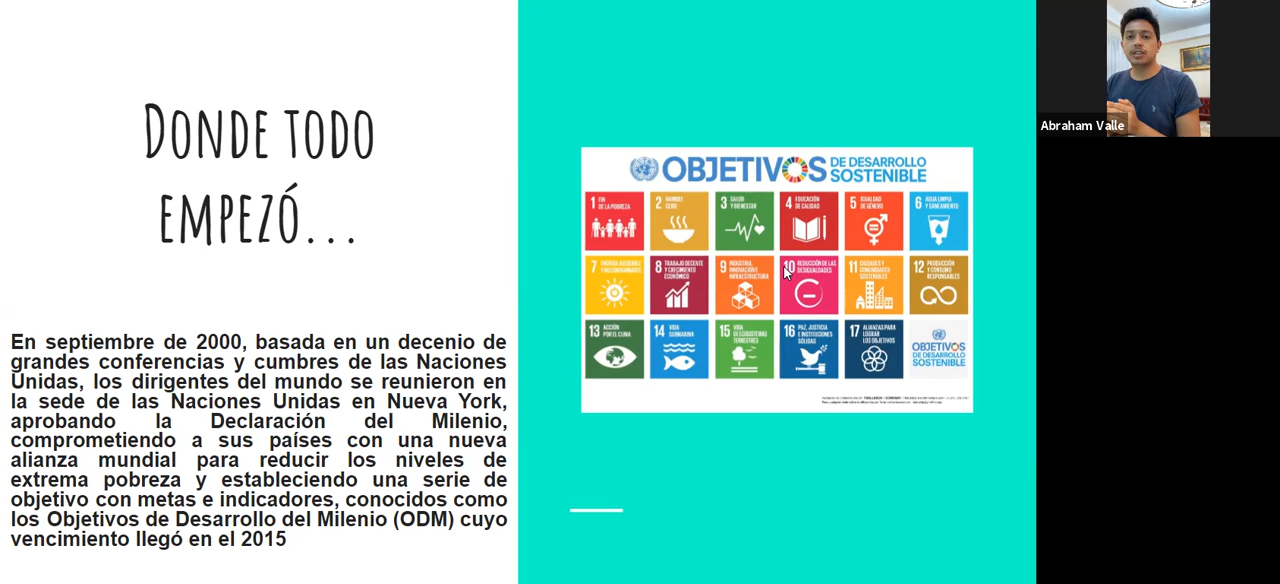 DONDE TODO
EMPEZÓ...
En septiembre de 2000, basada en un decenio de
grandes conferencias y cumbres de las Naciones
Unidas, los dirigentes del mundo se reunieron en
la sede de las Naciones Unidas en Nueva York,
aprobando la Declaración del Milenio,
comprometiendo a sus países con una nueva
alianza mundial para reducir los niveles de
extrema pobreza y estableciendo una serie de
objetivo con metas e indicadores, conocidos como
los Objetivos de Desarrollo del Milenio (ODM) cuyo
vencimiento llegó en el 2015
OBJETIVOS DE DESARROLLO
SOSTENIBLE
1 FIN
DE LA POBREZA
2 HAMBRE
CERO
3 SALUD
Y BIENESTAR
4 EDUCACIÓN
DE CALIDAD
5 IGUALDAD
DE GÉNERO
6 AGUA LIMPIA
Y SANEAMIENTO
7 ENERGÍA ASEQUIBLE
Y NO CONTAMINANTE
8 TRABAJO DECENTE
Y CRECIMIENTO
ECONÓMICO
9 INDUSTRIA,
INNOVACIÓN E
INFRAESTRUCTURA
10 REDUCCIÓN DE LAS
DESIGUALDADES
11 CIUDADES Y
COMUNIDADES
SOSTENIBLES
12 PRODUCCIÓN
Y CONSUMO
RESPONSABLES
13 ACCIÓN
POR EL CLIMA
14 VIDA
SUBMARINA
15 VIDA
DE ECOSISTEMAS
TERRESTRES
16 PAZ, JUSTICIA
E INSTITUCIONES
SÓLIDAS
17 ALIANZAS PARA
LOGRAR
LOS OBJETIVOS
OBJETIVOS
DE DESARROLLO
SOSTENIBLE
Abraham Valle